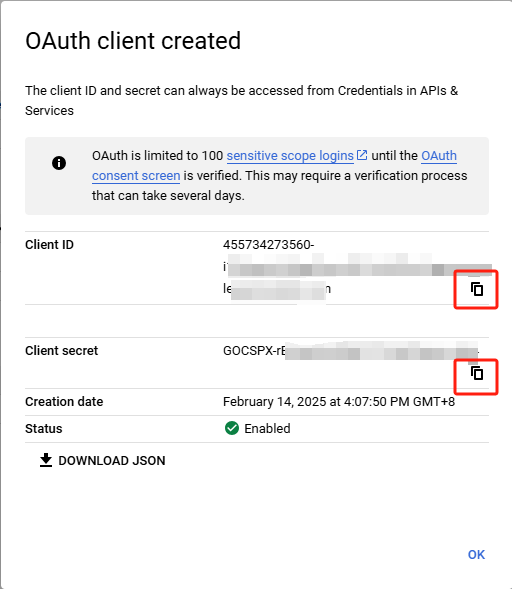 OAuth client created
The client ID and secret can always be accessed from Credentials in APIs &
Services
OAuth is limited to 100 sensitive scope logins until the OAuth
consent screen is verified. This may require a verification process
that can take several days.
Client ID
455734273560-
Client secret
GOCSPX-r
Creation date
February 14, 2025 at 4:07:50 PM GMT+8
Status
Enabled
DOWNLOAD JSON
OK